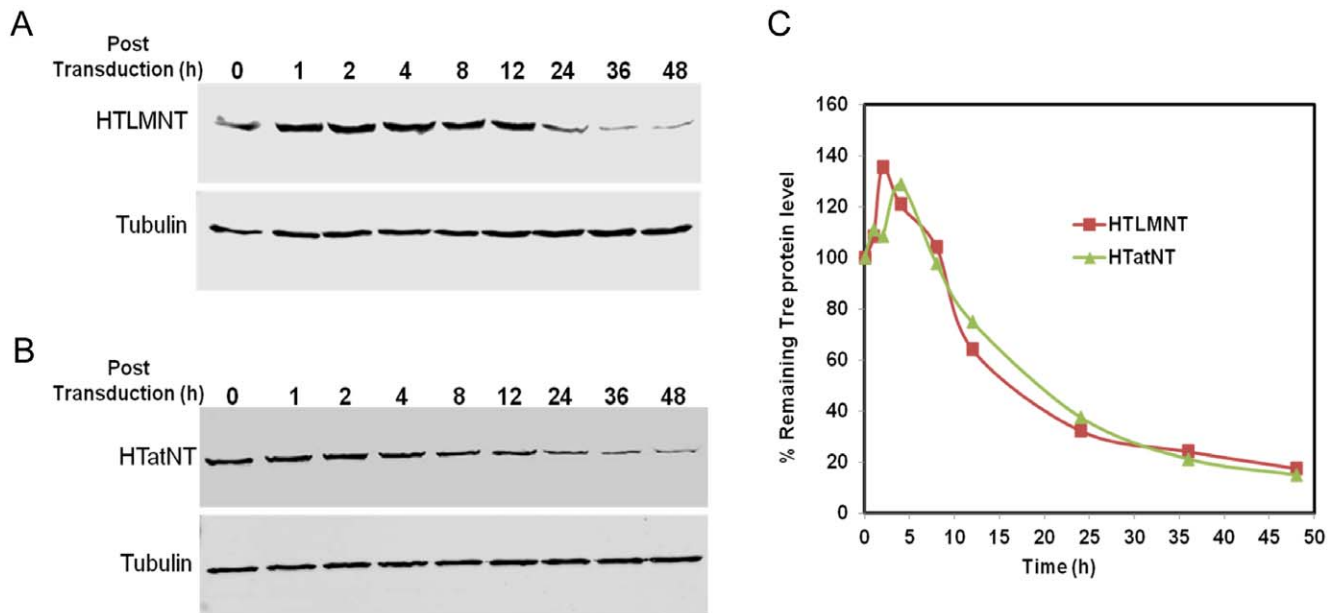 A
Post
Transduction (h) 0 1 2 4 8 12 24 36 48
HTLMNT
Tubulin
B
Post
Transduction (h) 0 1 2 4 8 12 24 36 48
HTatNT
Tubulin
C
160
140
120
100
80
60
40
20
0
% Remaining Tre protein level
HTLMNT
HTatNT
0 5 10 15 20 25 30 35 40 45 50
Time (h)